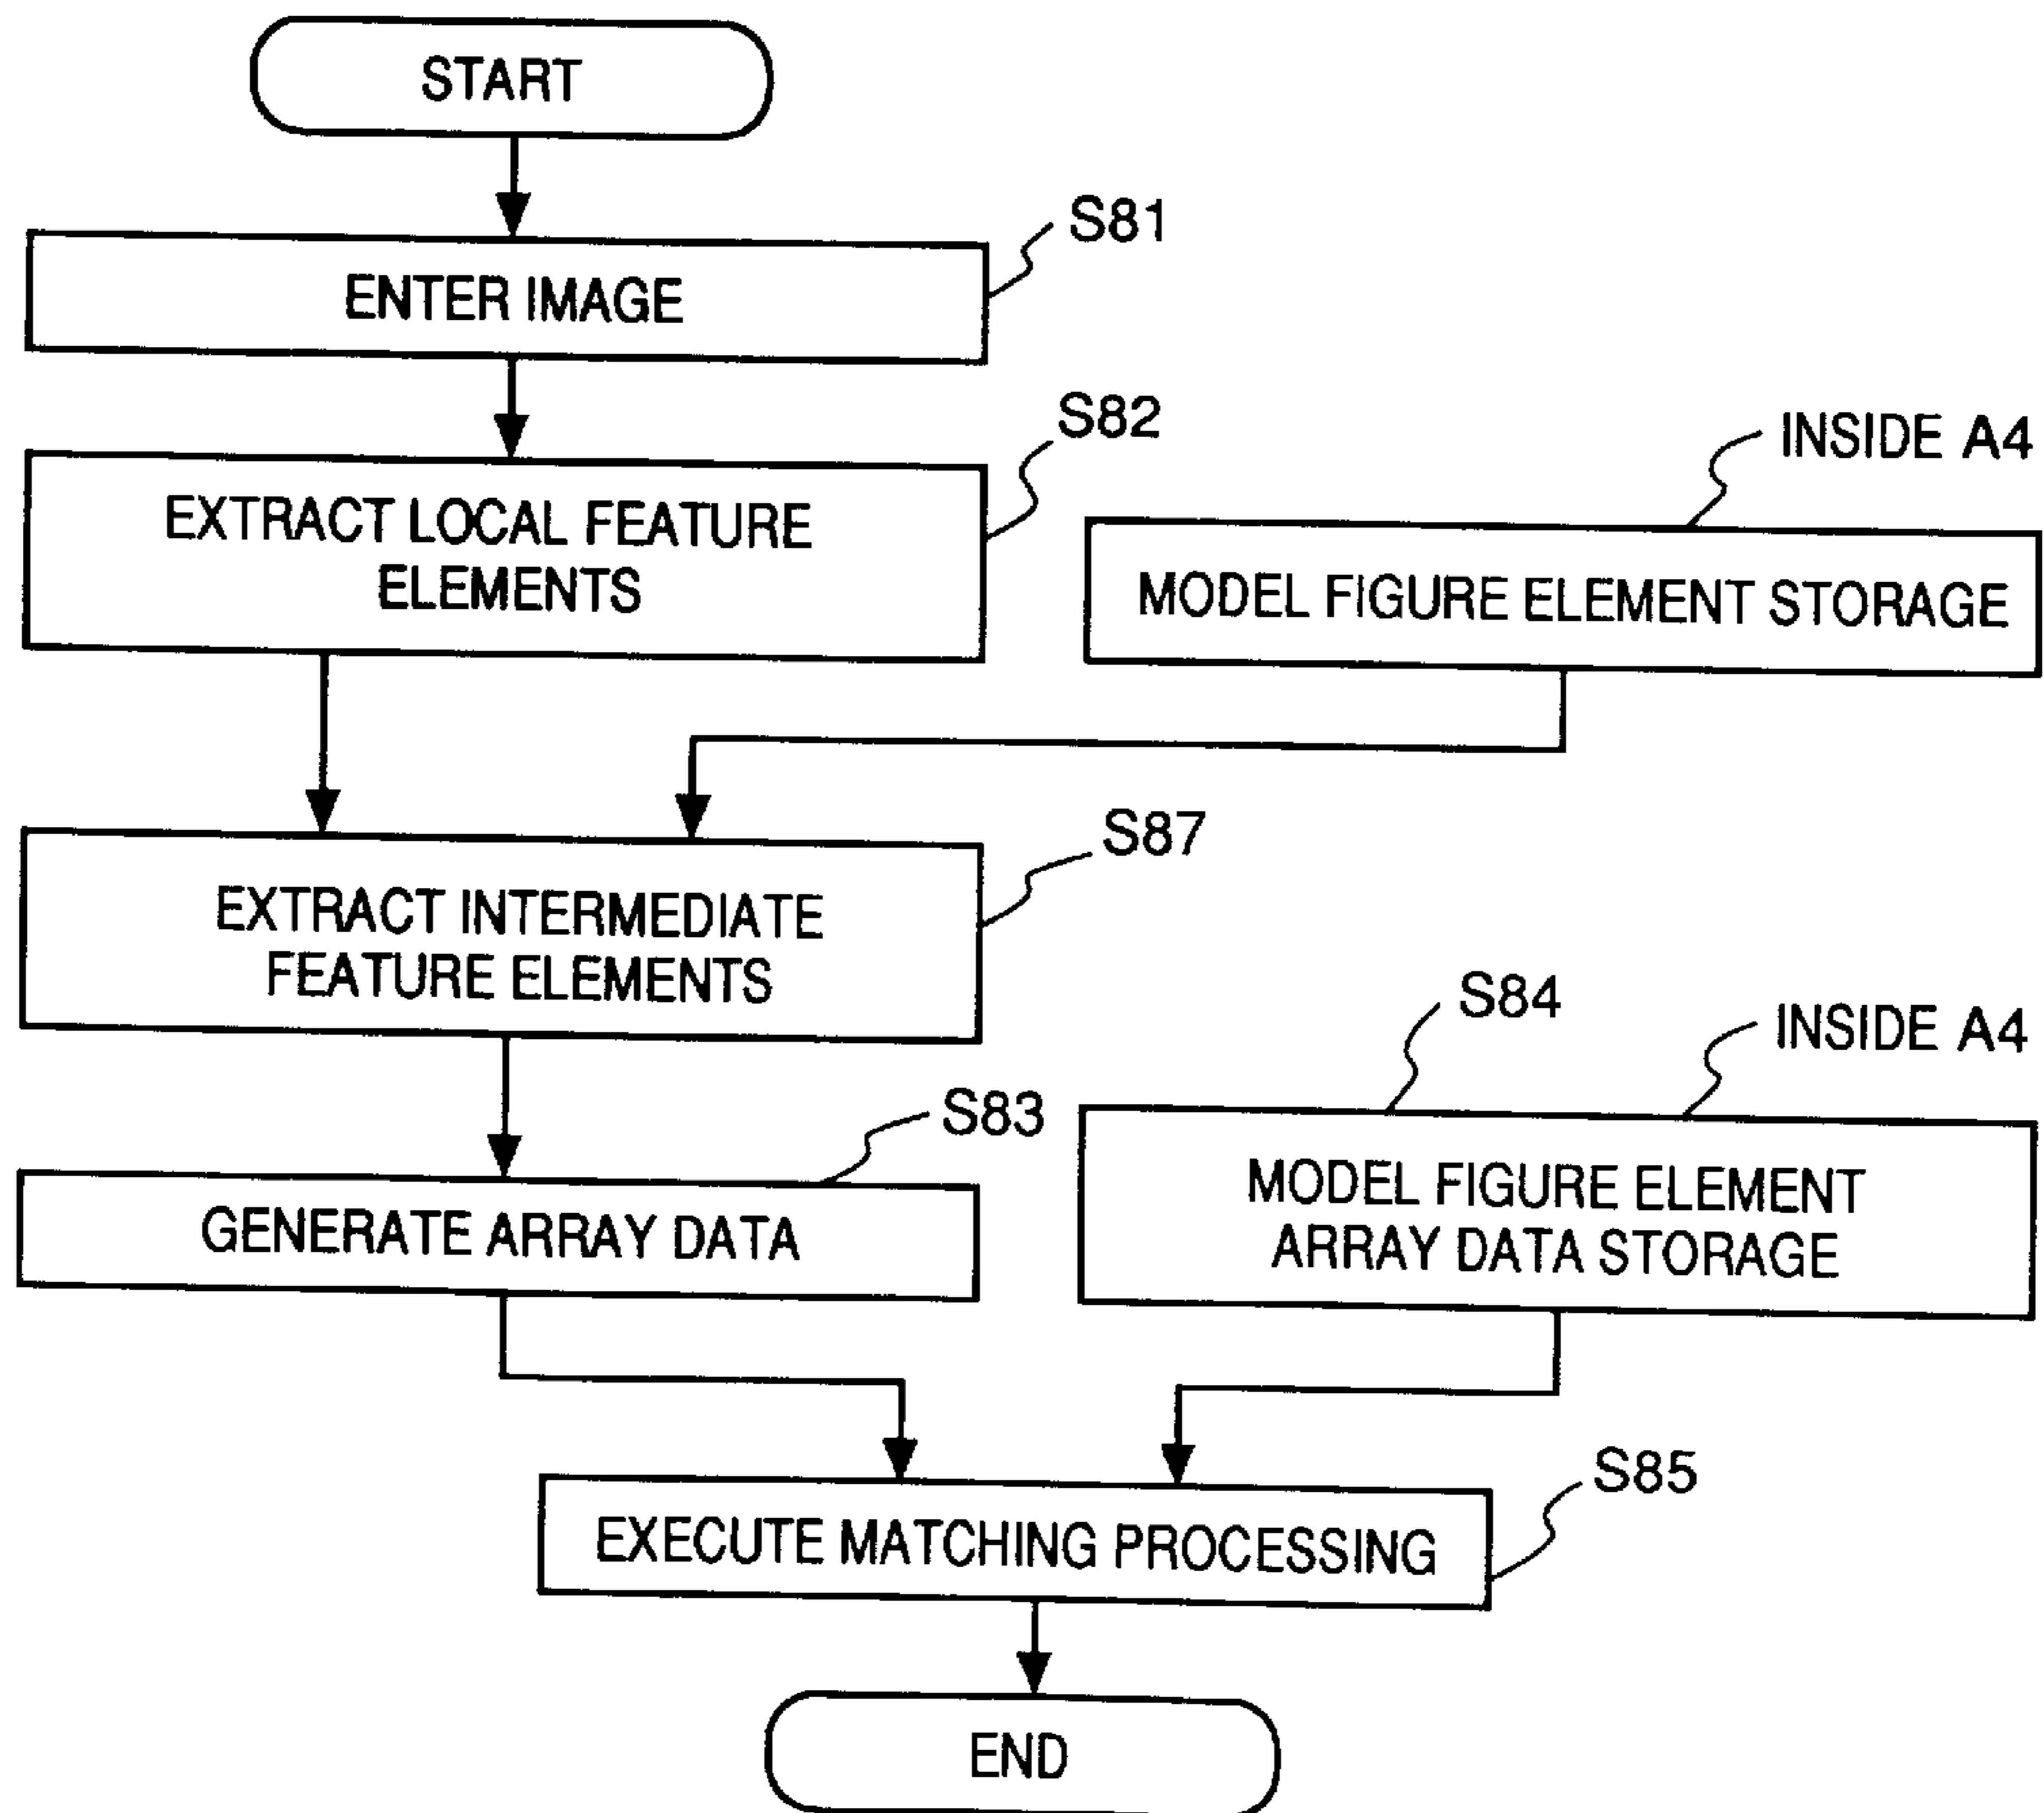 START
S81
ENTER IMAGE
S82
INSIDE A4
EXTRACT LOCAL FEATURE
ELEMENTS
MODEL FIGURE ELEMENT STORAGE
S87
EXTRACT INTERMEDIATE
FEATURE ELEMENTS
S84
INSIDE A4
S83
GENERATE ARRAY DATA
MODEL FIGURE ELEMENT
ARRAY DATA STORAGE
S85
EXECUTE MATCHING PROCESSING
END